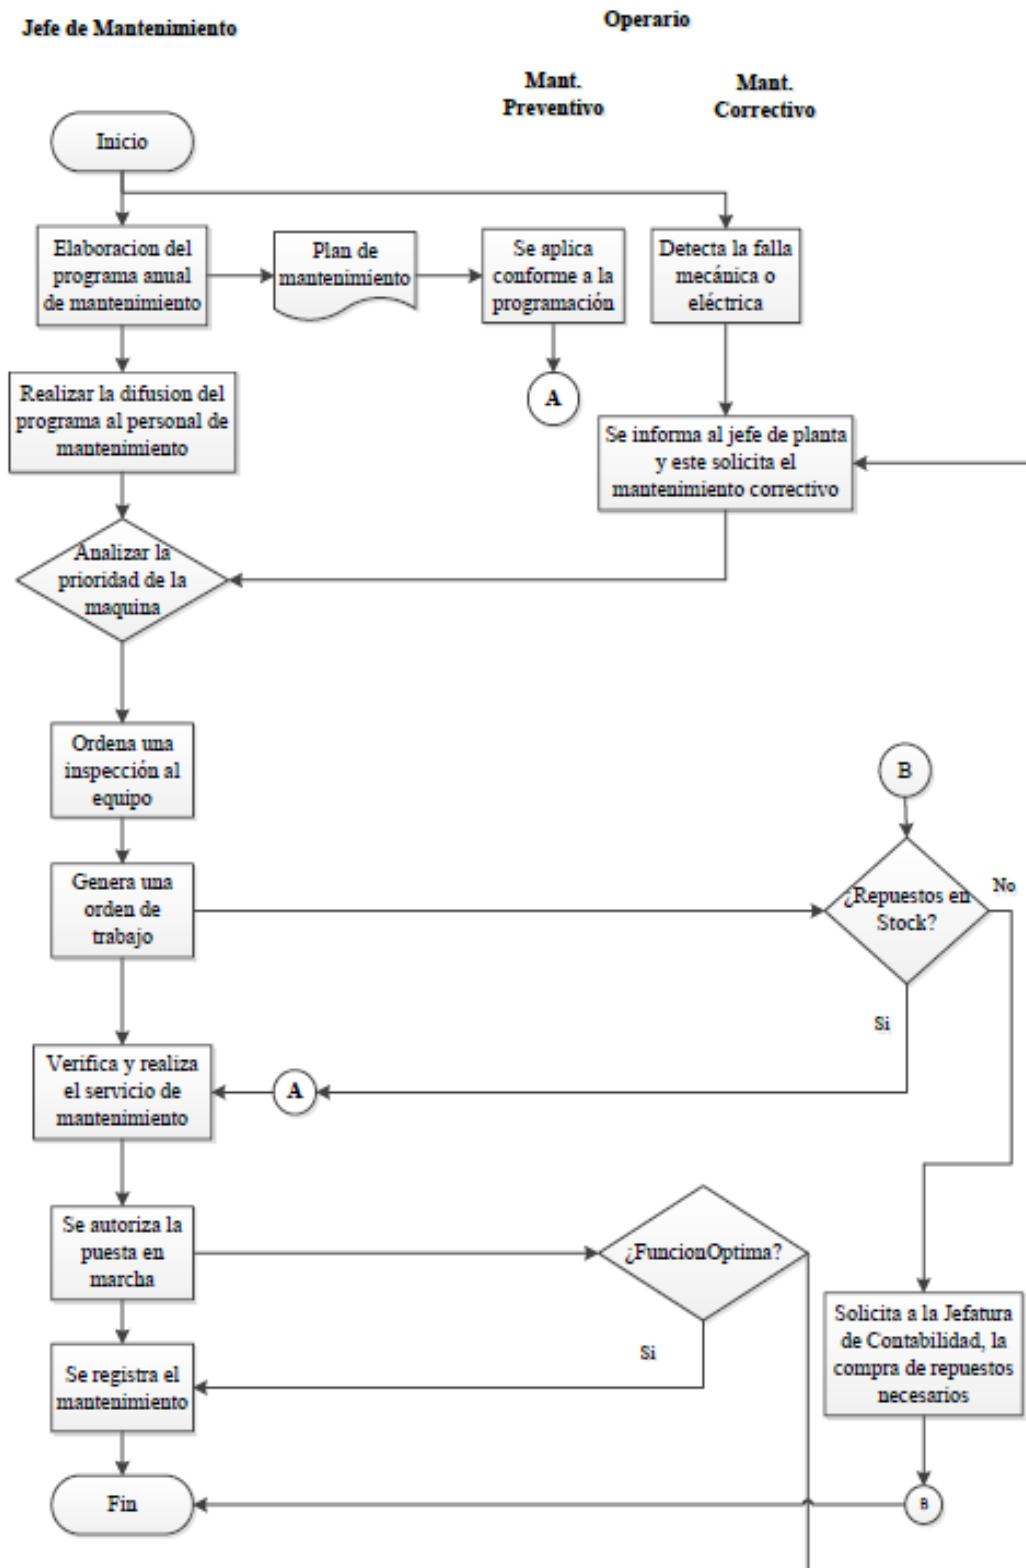 Jefe de Mantenimiento
Operario
Mant.
Preventivo
Mant.
Correctivo
Inicio
Elaboracion del
programa anual
de mantenimiento
Plan de
mantenimiento
Se aplica
conforme a la
programación
Detecta la falla
mecánica o
eléctrica
Realizar la difusion del
programa al personal de
mantenimiento
A
Se informa al jefe de planta
y este solicita el
mantenimiento correctivo
Analizar la
prioridad de la
maquina
Ordena una
inspección al
equipo
B
Genera una
orden de
trabajo
¿Repuestos en
Stock?
No
Si
Verifica y realiza
el servicio de
mantenimiento
A
Se autoriza la
puesta en
marcha
¿FuncionOptima?
Si
Solicita a la Jefatura
de Contabilidad, la
compra de repuestos
necesarios
Se registra el
mantenimiento
Fin
B